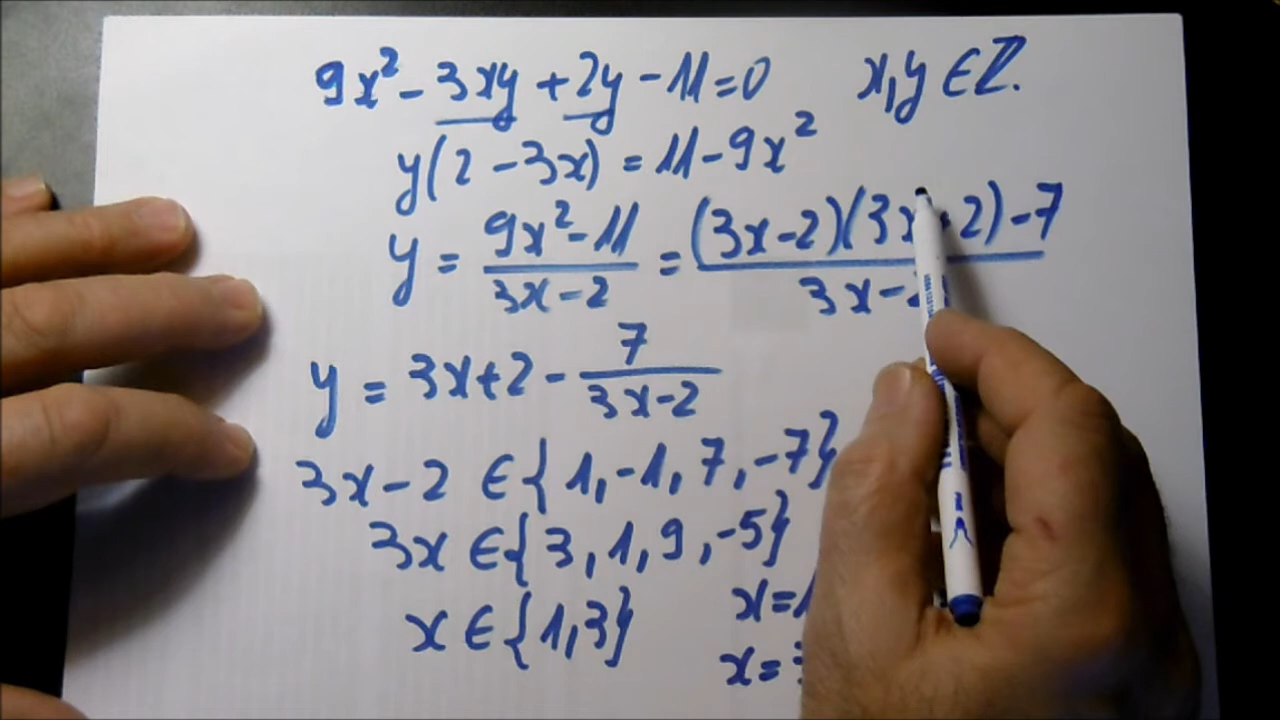 9x² - 3xy + 2y - 11 = 0 x, y ∈ ℤ.
y(2 - 3x) = 11 - 9x²
y = (9x² - 11)/(3x - 2) = ((3x - 2)(3x 2) - 7)/(3x -
y = 3x + 2 - 7/(3x - 2)
3x - 2 ∈ {1, -1, 7, -7}
3x ∈ {3, 1, 9, -5}
x ∈ {1, 3}
x = 1
x =